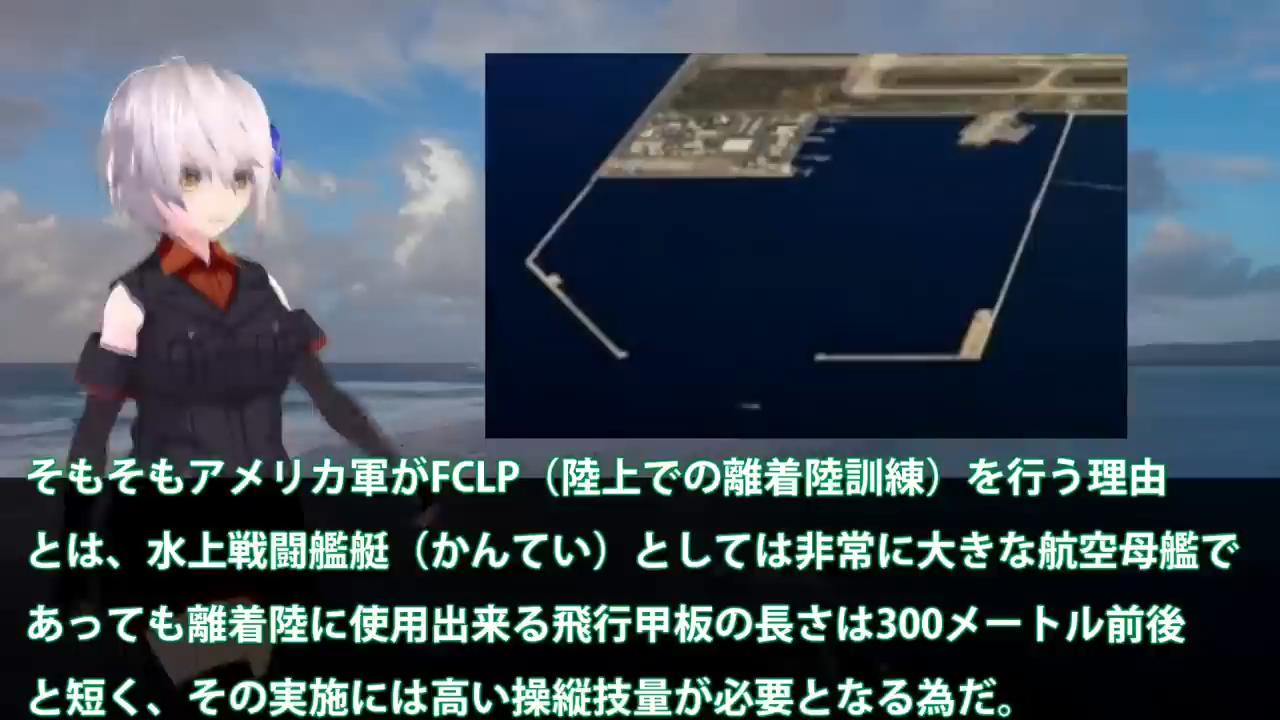 そもそもアメリカ軍がFCLP（陸上での離着陸訓練）を行う理由
とは、水上戦闘艦艇（かんてい）としては非常に大きな航空母艦で
あっても離着陸に使用出来る飛行甲板の長さは300メートル前後
と短く、その実施には高い操縦技量が必要となる為だ。